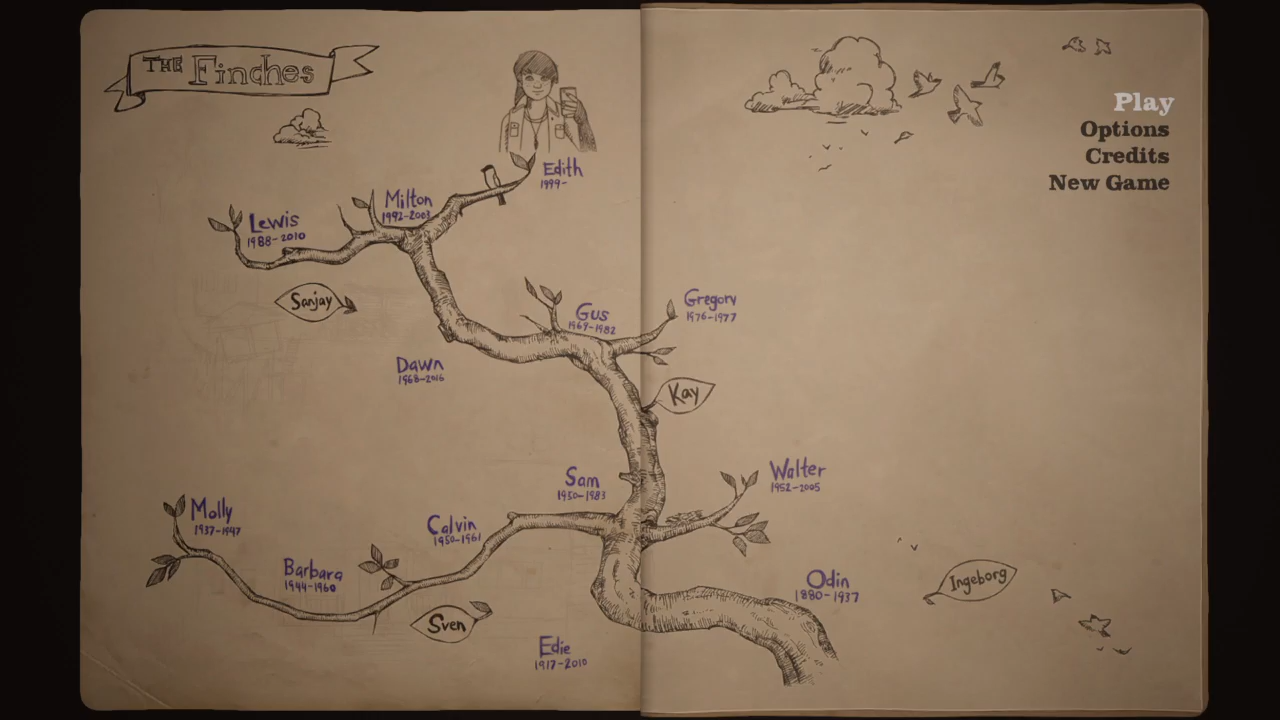 THE Finches
Play
Options
Credits
New Game
Edith
1999-
Milton
1992-2003
Lewis
1988-2010
Sanjay
Gus
1969-1982
Gregory
1976-1977
Dawn
1968-2016
Kay
Sam
1950-1983
Walter
1952-2005
Molly
1937-1947
Calvin
1950-1961
Barbara
1944-1960
Sven
Odin
1880-1937
Ingeborg
Edie
1917-2010